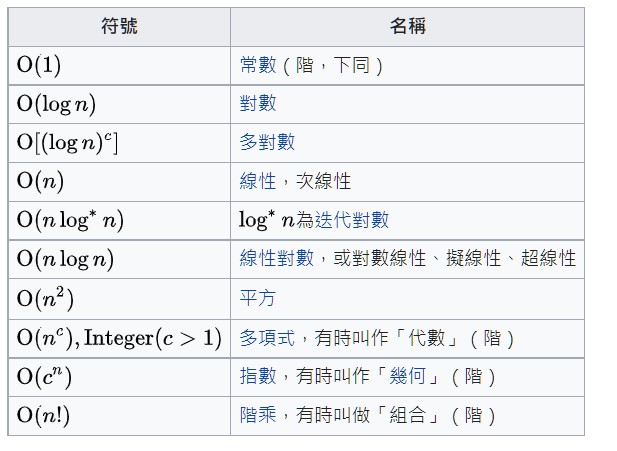 符號 名稱
O(1) 常數(階,下同)
O(log n) 對數
O[(log n)ᶜ] 多對數
O(n) 線性,次線性
O(n log* n) log* n為迭代對數
O(n log n) 線性對數,或對數線性、擬線性、超線性
O(n²) 平方
O(nᶜ), Integer(c > 1) 多項式,有時叫作「代數」(階)
O(cⁿ) 指數,有時叫作「幾何」(階)
O(n!) 階乘,有時叫做「組合」(階)